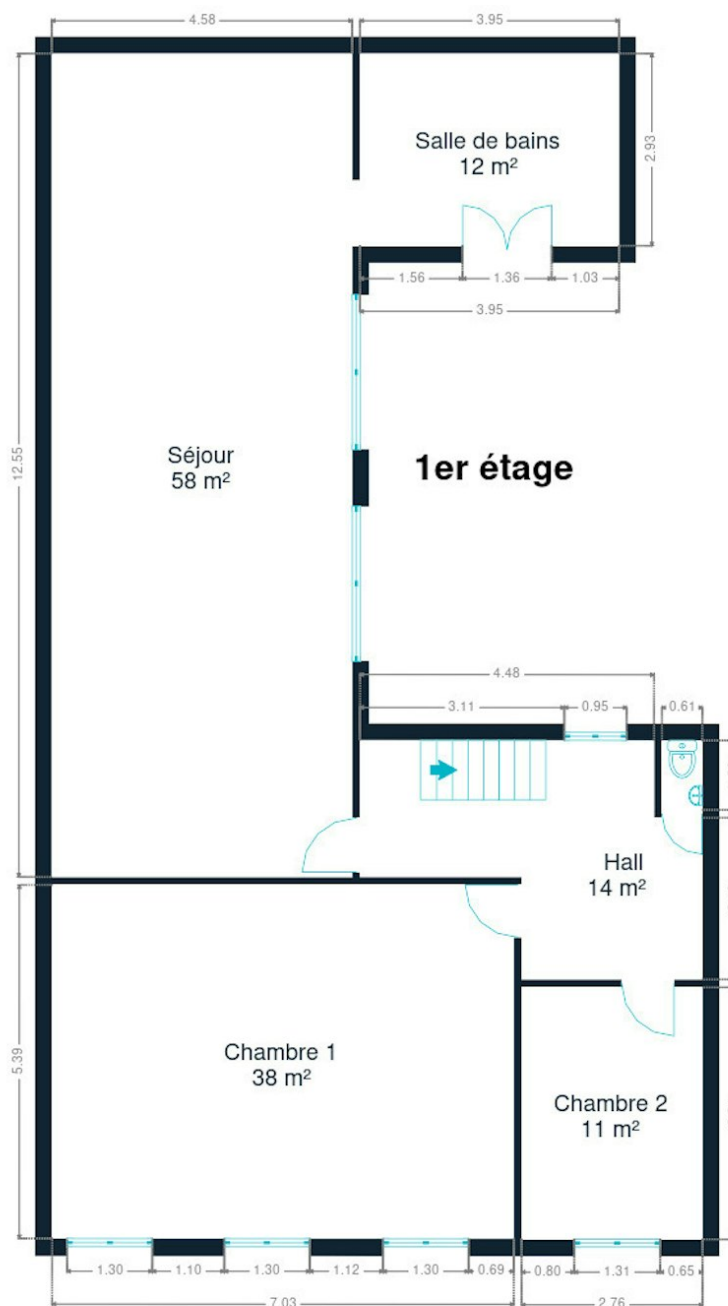 4.58
3.95
Salle de bains
12 m²
2.93
1.56
1.36
1.03
3.95
12.55
Séjour
58 m²
1er étage
4.48
3.11
0.95
0.61
Hall
14 m²
5.39
Chambre 1
38 m²
Chambre 2
11 m²
1.30
1.10
1.30
1.12
1.30
0.69
0.80
1.31
0.65
7.03
2.76